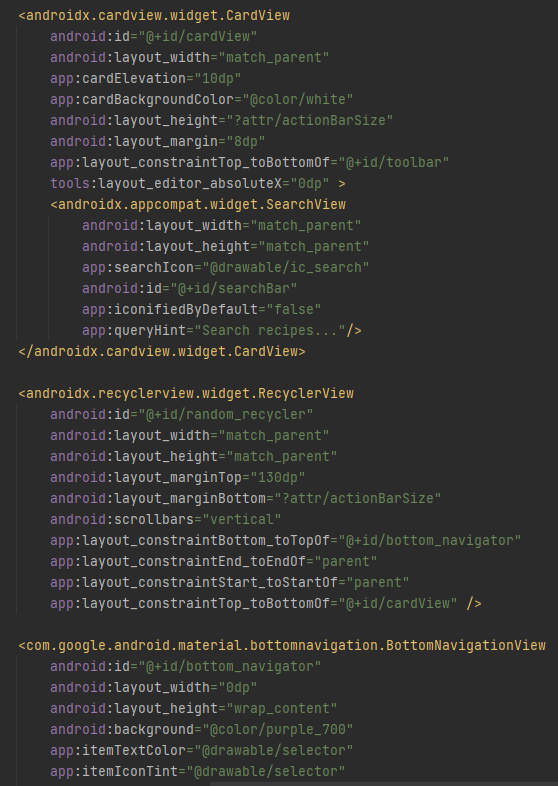 <androidx.cardview.widget.CardView
android:id="@+id/cardView"
android:layout_width="match_parent"
app:cardElevation="10dp"
app:cardBackgroundColor="@color/white"
android:layout_height="?attr/actionBarSize"
android:layout_margin="8dp"
app:layout_constraintTop_toBottomOf="@+id/toolbar"
tools:layout_editor_absoluteX="0dp" >
<androidx.appcompat.widget.SearchView
android:layout_width="match_parent"
android:layout_height="match_parent"
app:searchIcon="@drawable/ic_search"
android:id="@+id/searchBar"
app:iconifiedByDefault="false"
app:queryHint="Search recipes..."/>
</androidx.cardview.widget.CardView>
<androidx.recyclerview.widget.RecyclerView
android:id="@+id/random_recycler"
android:layout_width="match_parent"
android:layout_height="match_parent"
android:layout_marginTop="130dp"
android:layout_marginBottom="?attr/actionBarSize"
android:scrollbars="vertical"
app:layout_constraintBottom_toTopOf="@+id/bottom_navigator"
app:layout_constraintEnd_toEndOf="parent"
app:layout_constraintStart_toStartOf="parent"
app:layout_constraintTop_toBottomOf="@+id/cardView" />
<com.google.android.material.bottomnavigation.BottomNavigationView
android:id="@+id/bottom_navigator"
android:layout_width="0dp"
android:layout_height="wrap_content"
android:background="@color/purple_700"
app:itemTextColor="@drawable/selector"
app:itemIconTint="@drawable/selector"